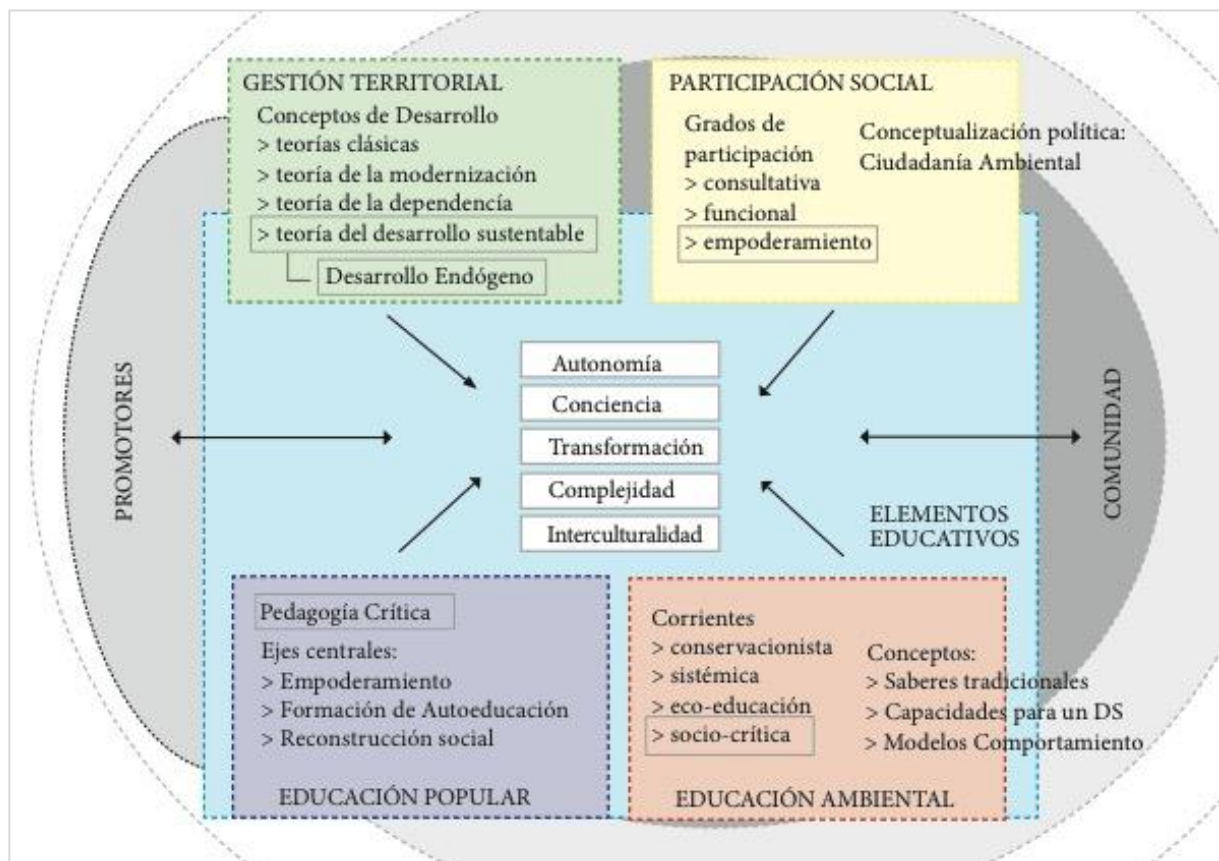 GESTIÓN TERRITORIAL
Conceptos de Desarrollo
> teorías clásicas
> teoría de la modernización
> teoría de la dependencía
> teoría del desarrollo sustentable
Desarrollo Endógeno
PARTICIPACIÓN SOCIAL
Grados de
participación
> consultativa
> funcional
> empoderamiento
Conceptualización política:
Ciudadanía Ambiental
PROMOTORES
Autonomía
Conciencia
Transformación
Complejidad
Interculturalidad
COMUNIDAD
ELEMENTOS
EDUCATIVOS
Pedagogía Crítica
Ejes centrales:
> Empoderamiento
> Formación de Autoeducación
> Reconstrucción social
EDUCACIÓN POPULAR
Corrientes
> conservacionista
> sistémica
> eco-educación
> socio-crítica
Conceptos:
> Saberes tradicionales
> Capacidades para un DS
> Modelos Comportamiento
EDUCACIÓN AMBIENTAL